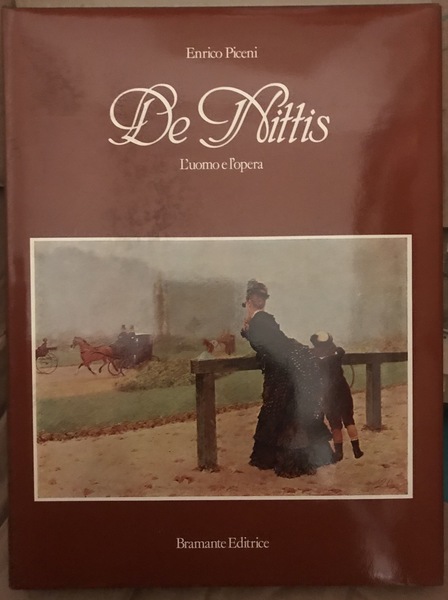 Enrico Piceni
De Nittis
L'uomo e l'opera
Bramante Editrice